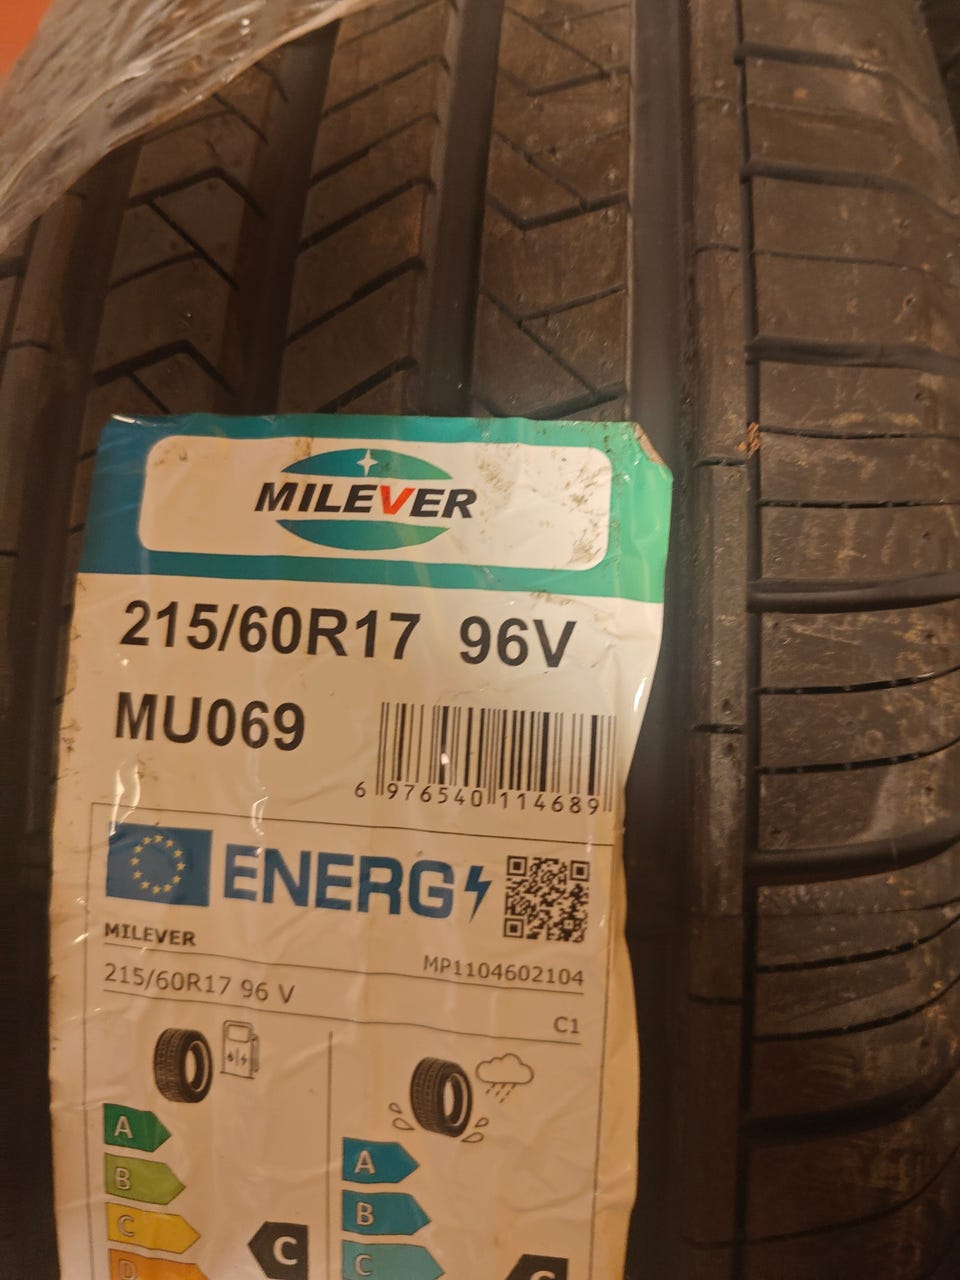 MILEVER
215/60R17 96V
MU069
6 976540 114689
ENERG
MILEVER
MP1104602104
215/60R17 96 V
C1
A
B
C
D
C
A
B
C